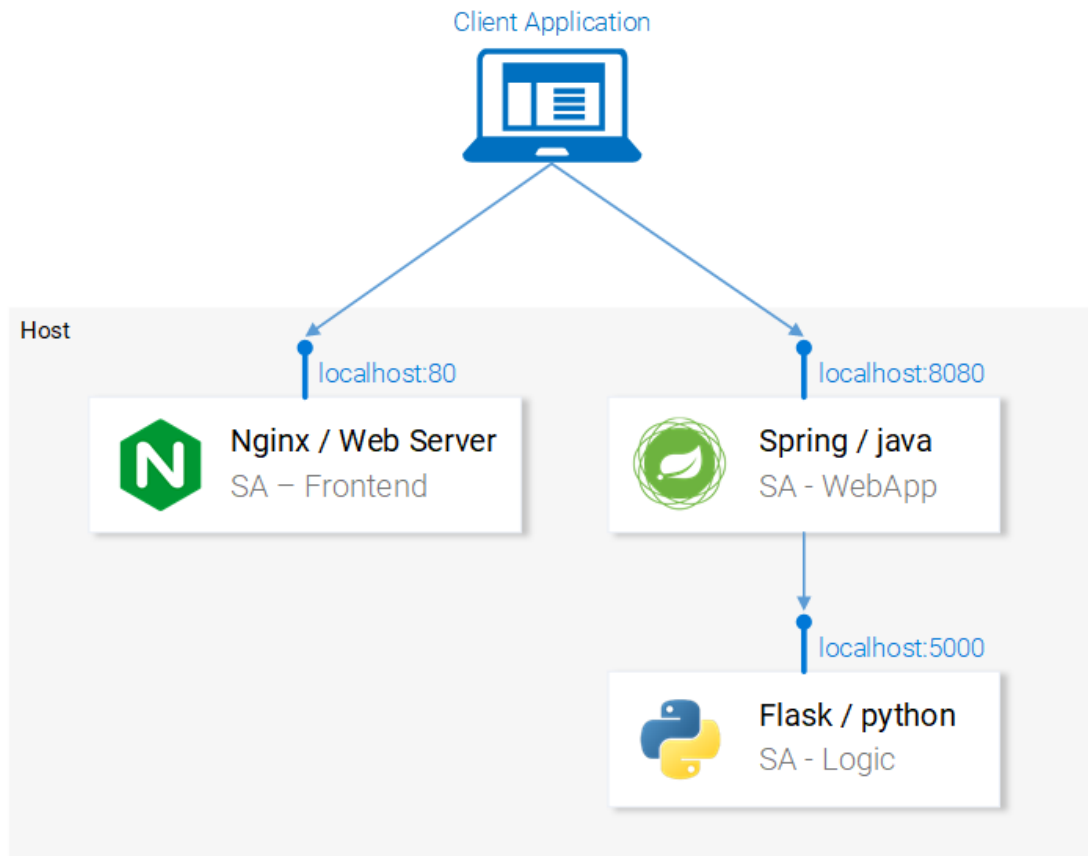 Client Application
Host
localhost:80
localhost:8080
Nginx / Web Server
SA – Frontend
Spring / java
SA - WebApp
localhost:5000
Flask / python
SA - Logic